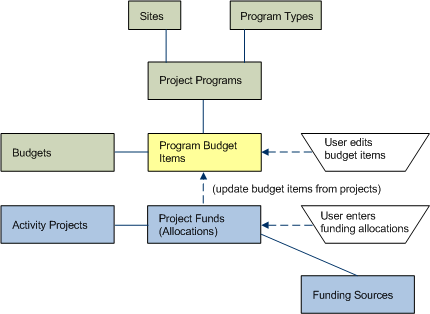 Sites
Program Types
Project Programs
Budgets
Program Budget
Items
User edits
budget items
(update budget items from projects)
Activity Projects
Project Funds
(Allocations)
User enters
funding allocations
Funding Sources